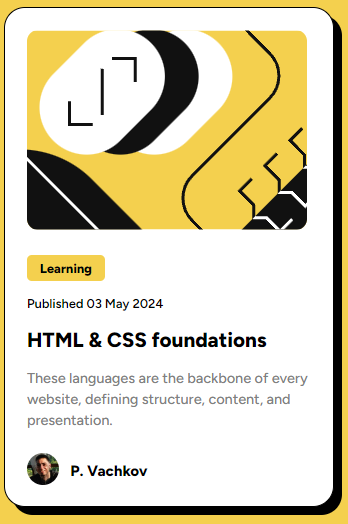 Learning
Published 03 May 2024
HTML & CSS foundations
These languages are the backbone of every
website, defining structure, content, and
presentation.
P. Vachkov